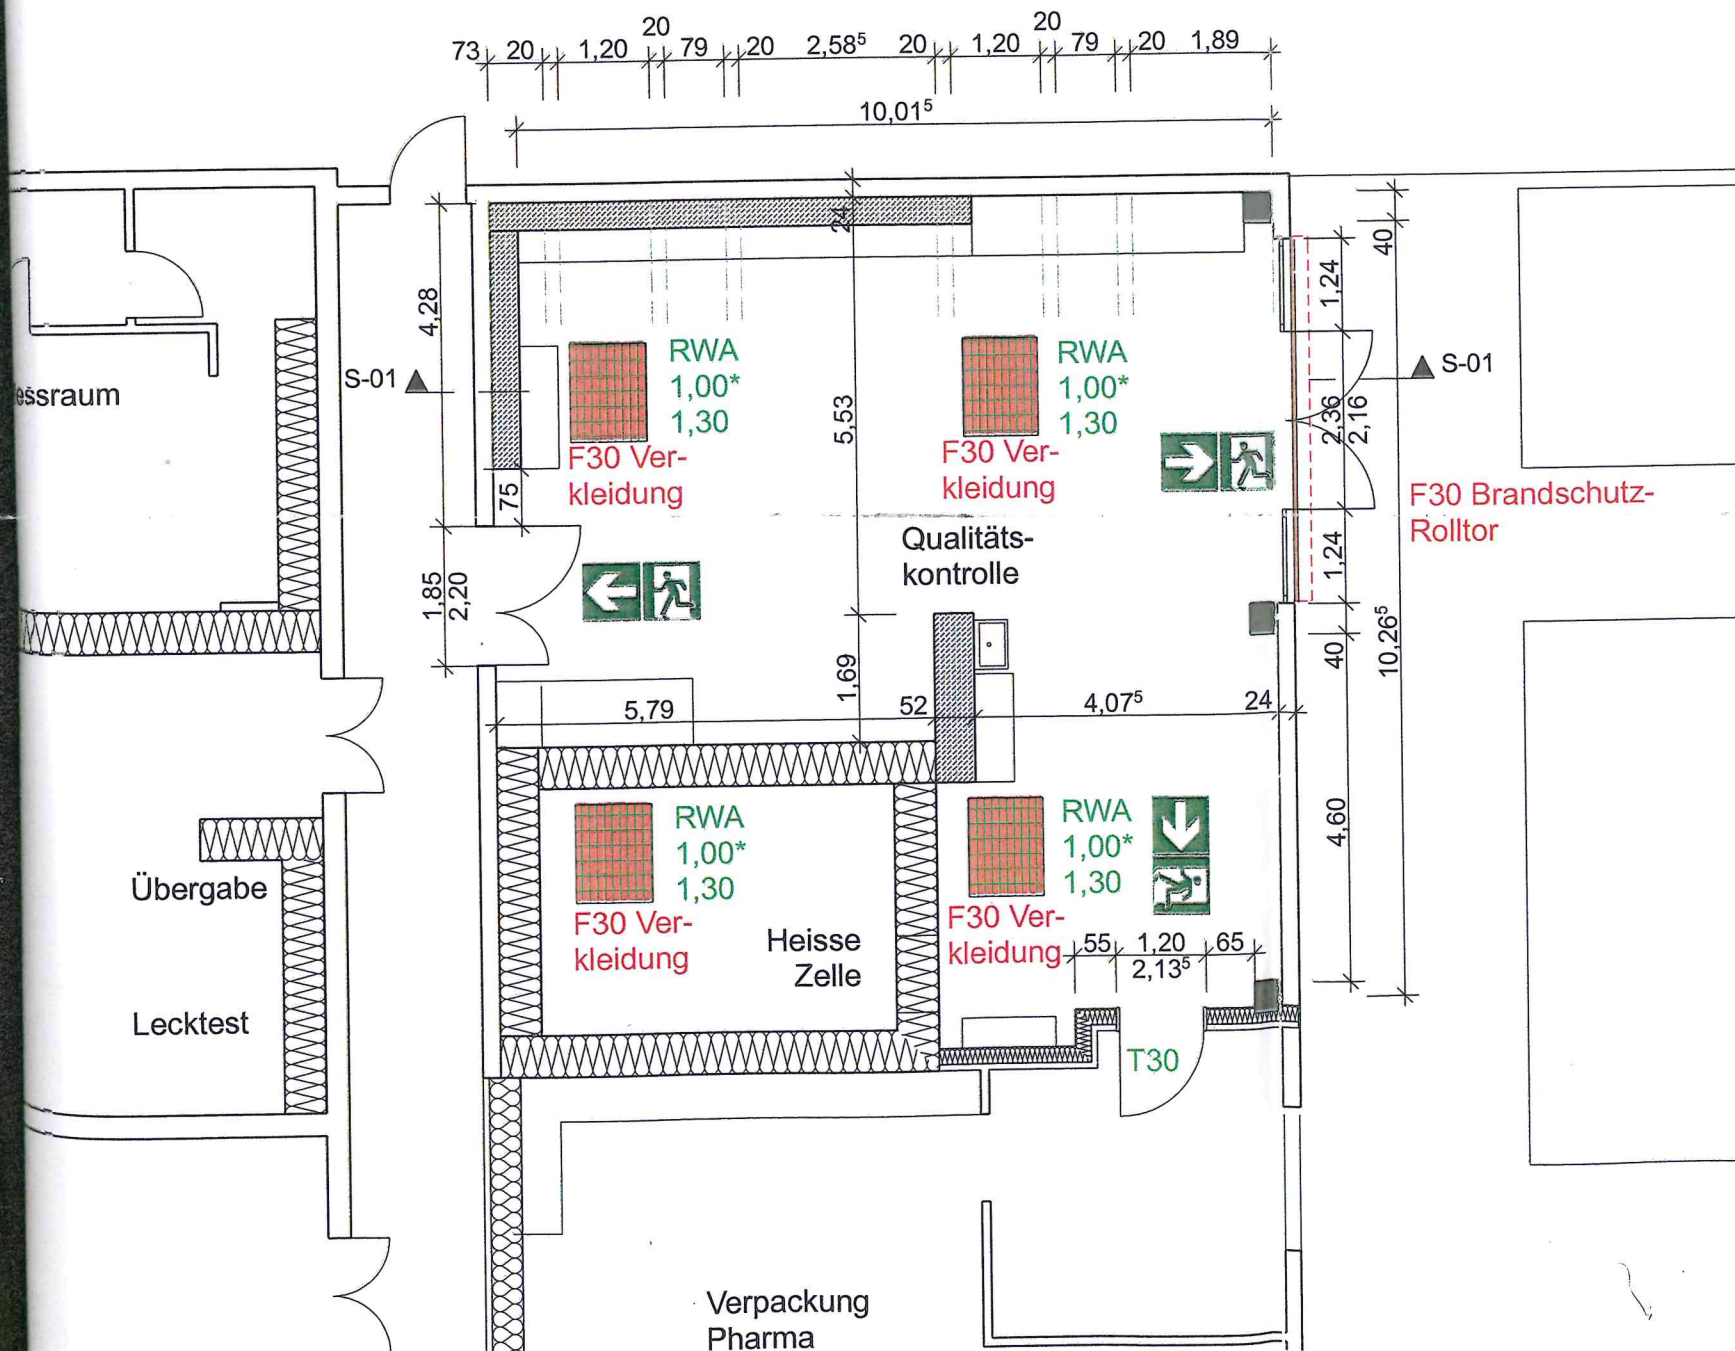 20 20
73 20 1,20 79 20 2,58⁵ 20 1,20 79 20 1,89
10,01⁵
24
40
1,24
4,28
S-01
RWA
1,00*
1,30
F30 Ver-
kleidung
5,53
RWA
1,00*
1,30
F30 Ver-
kleidung
2,36
2,16
S-01
75
F30 Brandschutz-
Rolltor
Qualitäts-
kontrolle
1,24
1,85
2,20
40
10,26⁵
1,69
5,79 52 4,07⁵ 24
RWA
1,00*
1,30
F30 Ver-
kleidung
Heisse
Zelle
RWA
1,00*
1,30
F30 Ver-
kleidung
4,60
55 1,20 65
2,13⁵
T30
Übergabe
Lecktest
Verpackung
Pharma